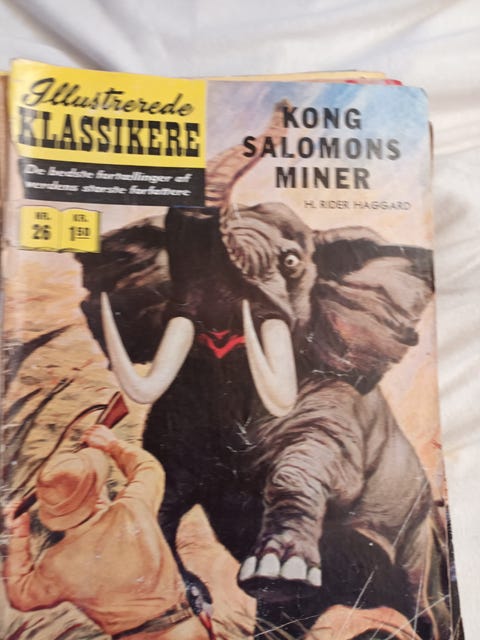 Illustrerede
KLASSIKERE
De bedste fortællinger af
verdens største forfattere
NR.
26
KR.
1.50
KONG
SALOMONS
MINER
H. RIDER HAGGARD